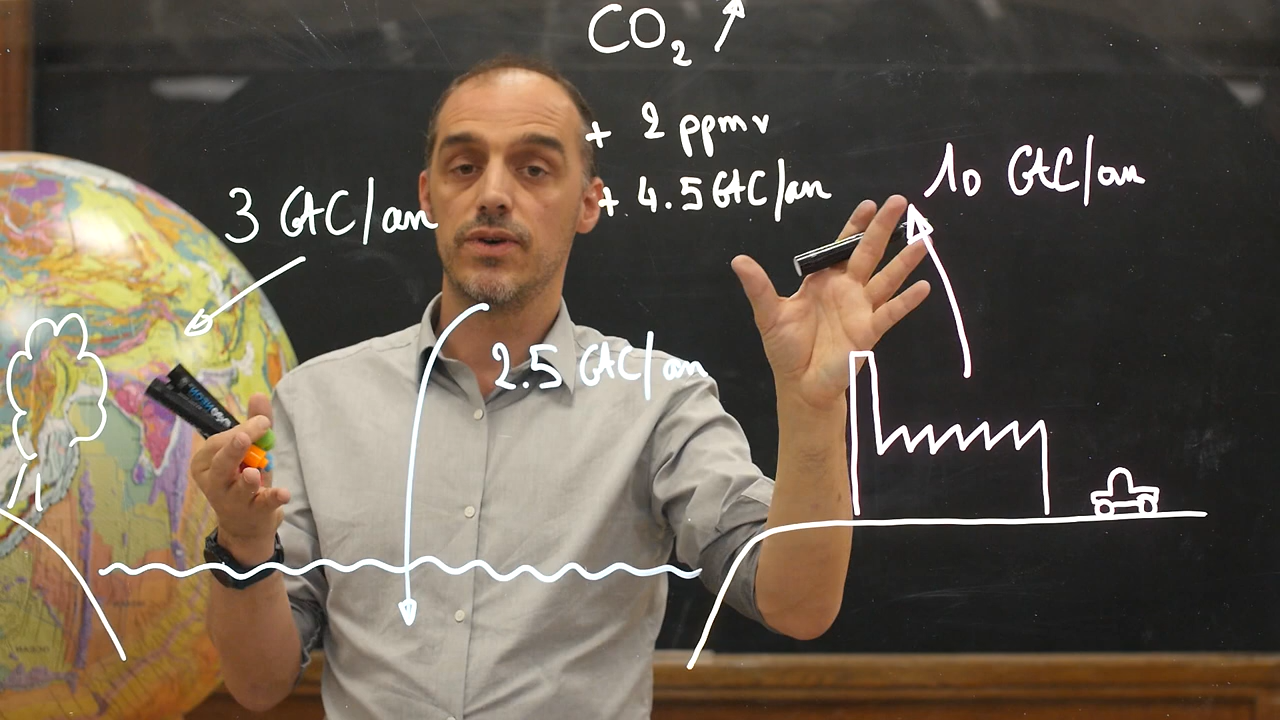 CO₂
+ 2 ppmv
+ 4.5 GtC/an
10 GtC/an
3 GtC/an
2.5 GtC/an